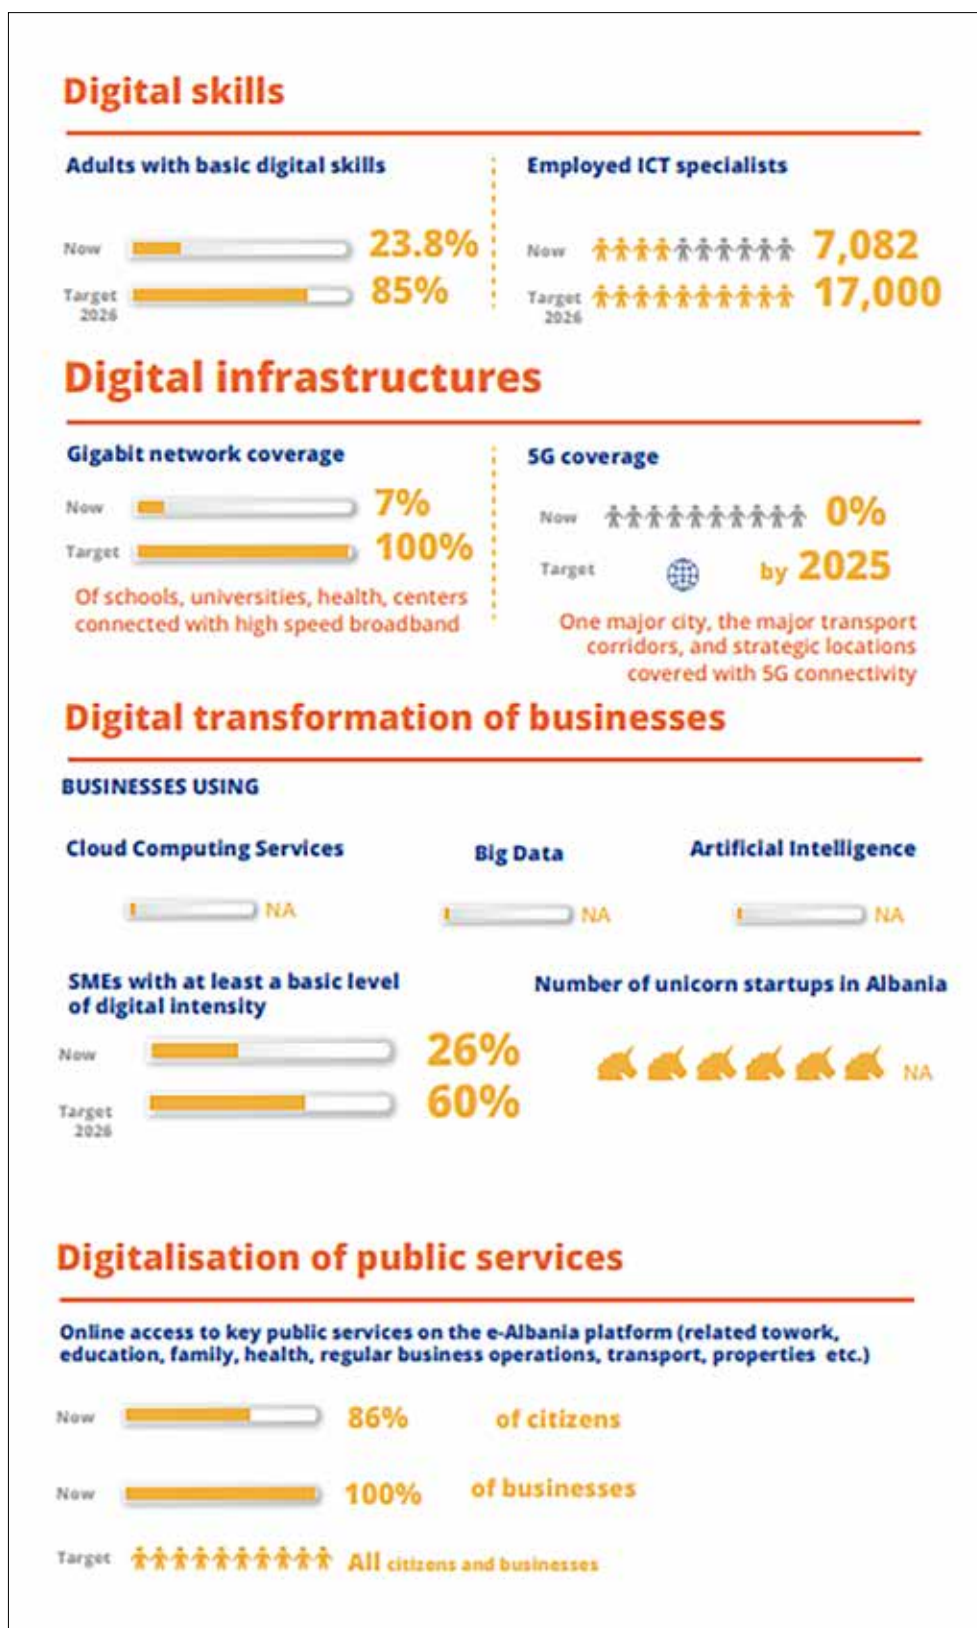 Digital skills
Adults with basic digital skills
Now 23.8%
Target 85%
2026
Employed ICT specialists
Now 7,082
Target 17,000
2026
Digital infrastructures
Gigabit network coverage
Now 7%
Target 100%
Of schools, universities, health, centers
connected with high speed broadband
5G coverage
Now 0%
Target by 2025
One major city, the major transport
corridors, and strategic locations
covered with 5G connectivity
Digital transformation of businesses
BUSINESSES USING
Cloud Computing Services
NA
Big Data
NA
Artificial Intelligence
NA
SMEs with at least a basic level
of digital intensity
Now 26%
Target 60%
2026
Number of unicorn startups in Albania
NA
Digitalisation of public services
Online access to key public services on the e-Albania platform (related towork,
education, family, health, regular business operations, transport, properties etc.)
Now 86% of citizens
Now 100% of businesses
Target All citizens and businesses